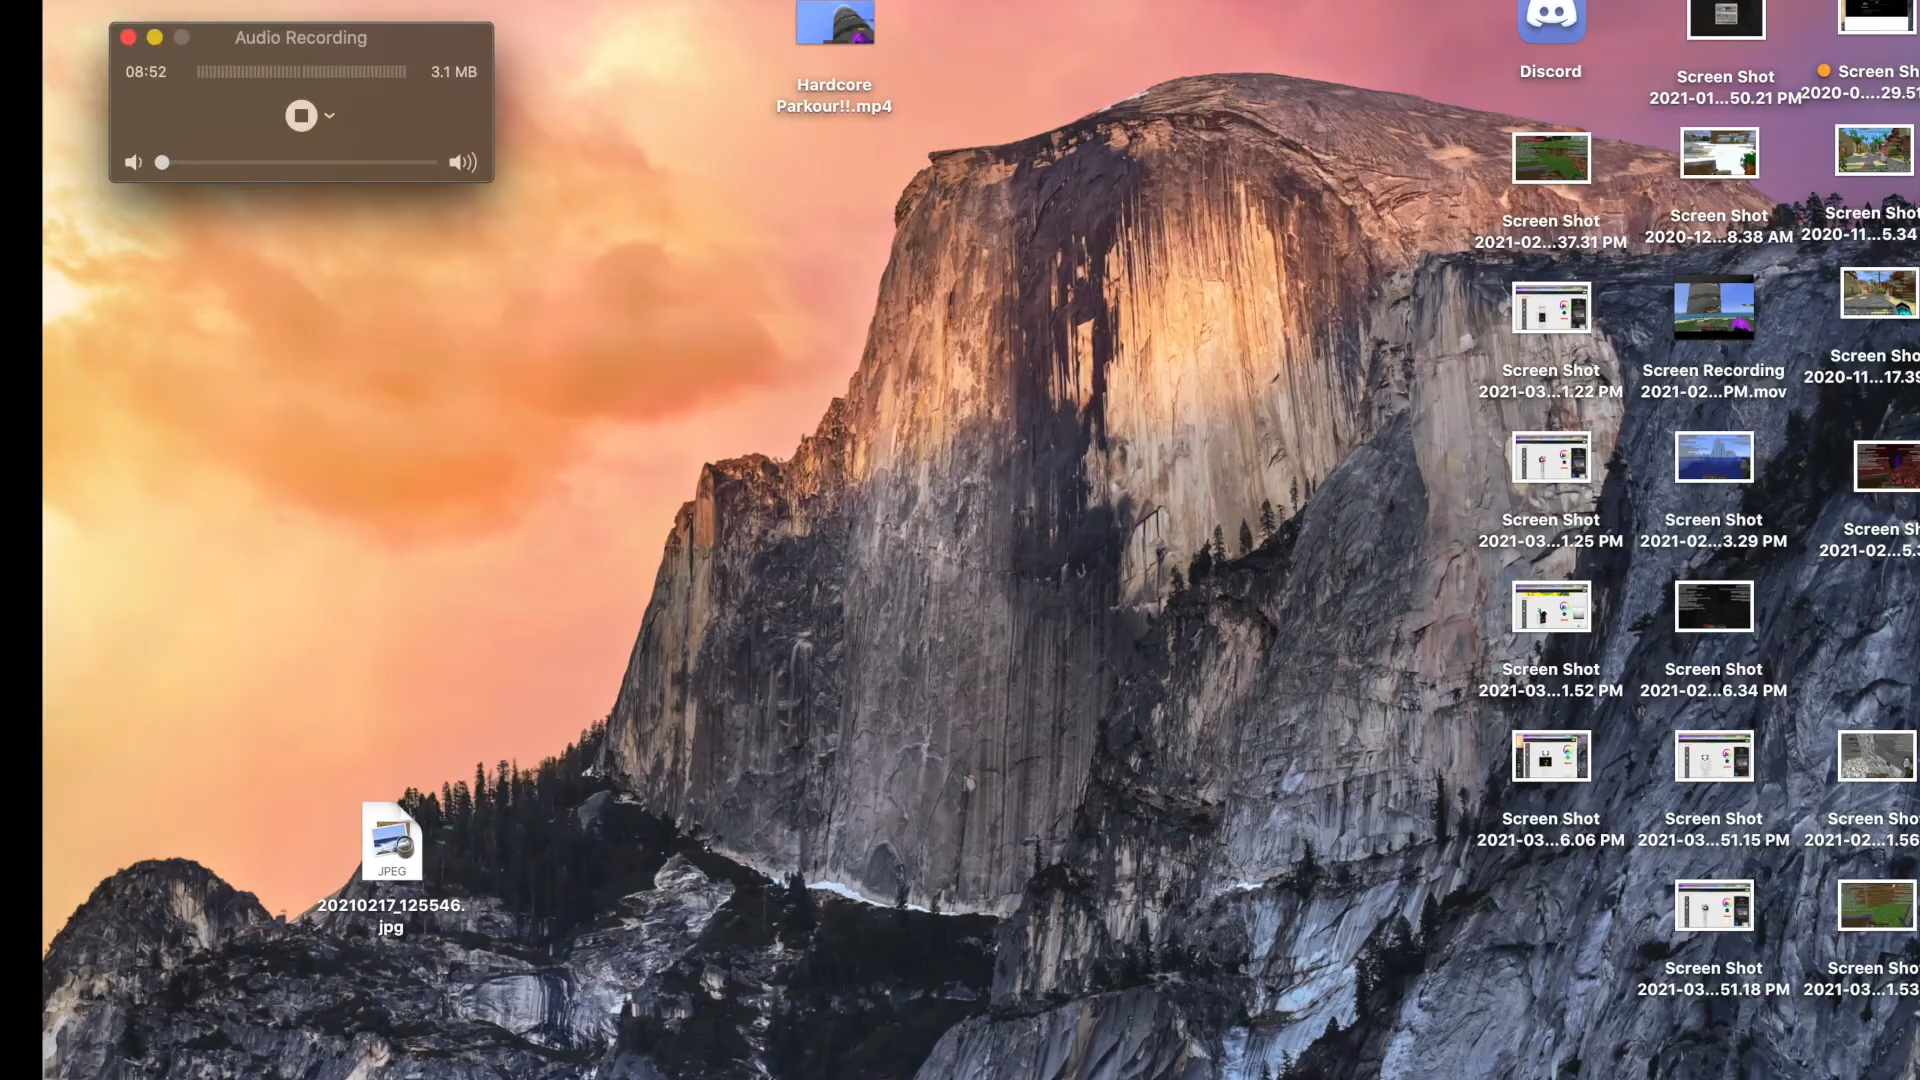 Audio Recording
08:52
3.1 MB
Hardcore
Parkour!!.mp4
Discord
Screen Shot
2021-01...50.21 PM
Screen Sh
2020-0....29.51
Screen Shot
2021-02...37.31 PM
Screen Shot
2020-12...8.38 AM
Screen Shot
2020-11...5.34
Screen Shot
2021-03...1.22 PM
Screen Recording
2021-02...PM.mov
Screen Sho
2020-11...17.39
Screen Shot
2021-03...1.25 PM
Screen Shot
2021-02...3.29 PM
Screen Sh
2021-02...5.3
Screen Shot
2021-03...1.52 PM
Screen Shot
2021-02...6.34 PM
Screen Shot
2021-03...6.06 PM
Screen Shot
2021-03...51.15 PM
Screen Sho
2021-02...1.56
JPEG
20210217_125546.
jpg
Screen Shot
2021-03...51.18 PM
Screen Sho
2021-03...1.53